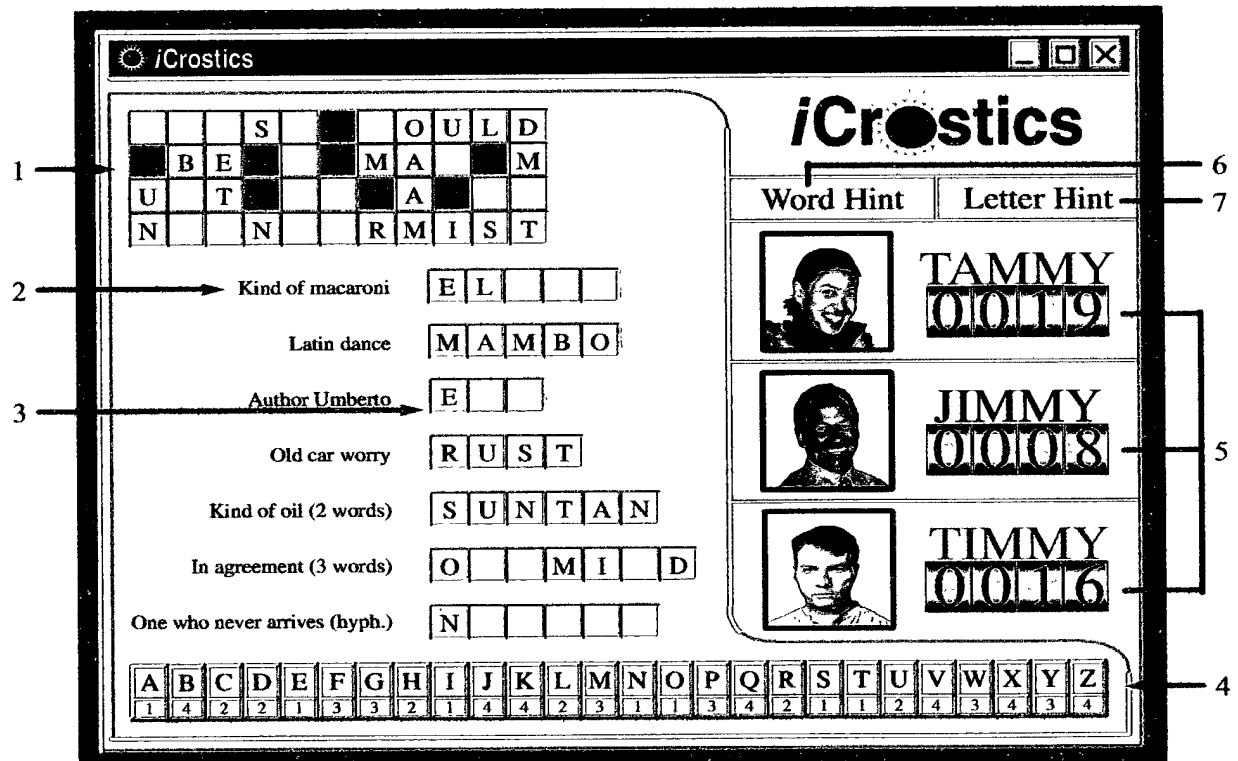 iCrostics
S O U L D
B E M A M
U T A
N N R M I S T
1
2
3
Kind of macaroni E L
Latin dance M A M B O
Author Umberto E
Old car worry R U S T
Kind of oil (2 words) S U N T A N
In agreement (3 words) O M I D
One who never arrives (hyph.) N
A B C D E F G H I J K L M N O P Q R S T U V W X Y Z
1 4 2 2 1 3 3 2 1 4 4 2 3 1 1 3 4 2 1 1 2 4 3 4 3 4
iCrostics
Word Hint Letter Hint
6
7
TAMMY
0019
JIMMY
0008
5
TIMMY
0016
4